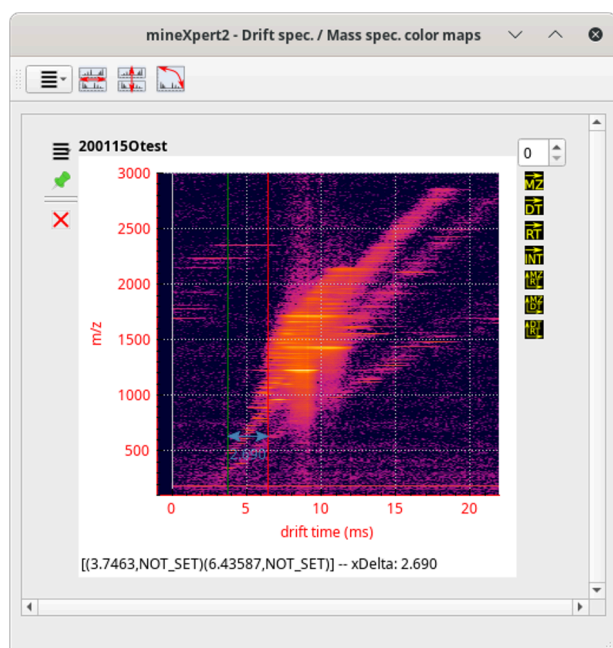 mineXpert2 - Drift spec. / Mass spec. color maps
200115Otest
0
3000
2500
2000
1500
1000
500
m/z
2.690
0 5 10 15 20
drift time (ms)
[(3.7463,NOT_SET)(6.43587,NOT_SET)] -- xDelta: 2.690
MZ
DT
RT
INT
MZ
RT
MZ
DT
DT
RT